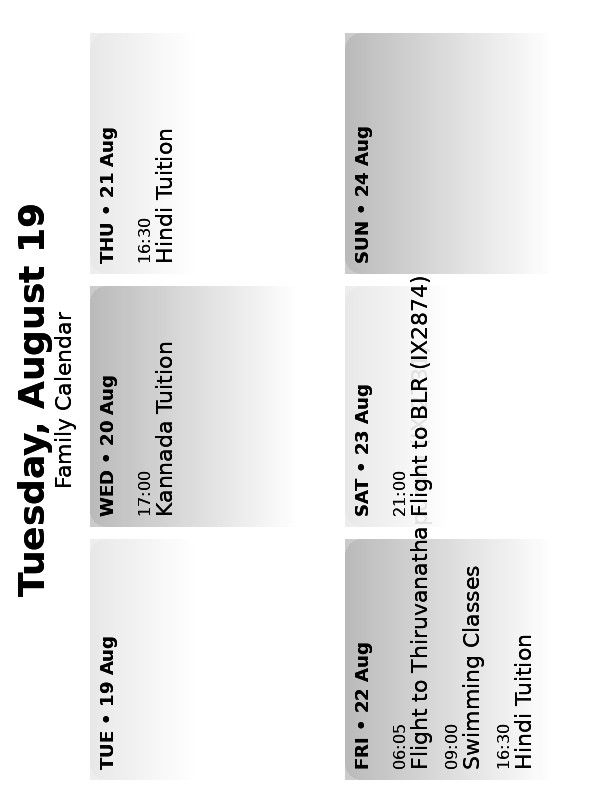 Tuesday, August 19
Family Calendar
TUE • 19 Aug
WED • 20 Aug
17:00
Kannada Tuition
THU • 21 Aug
16:30
Hindi Tuition
FRI • 22 Aug
06:05
Flight to Thiruvanatha
09:00
Swimming Classes
16:30
Hindi Tuition
SAT • 23 Aug
21:00
Flight to BLR (IX2874)
SUN • 24 Aug